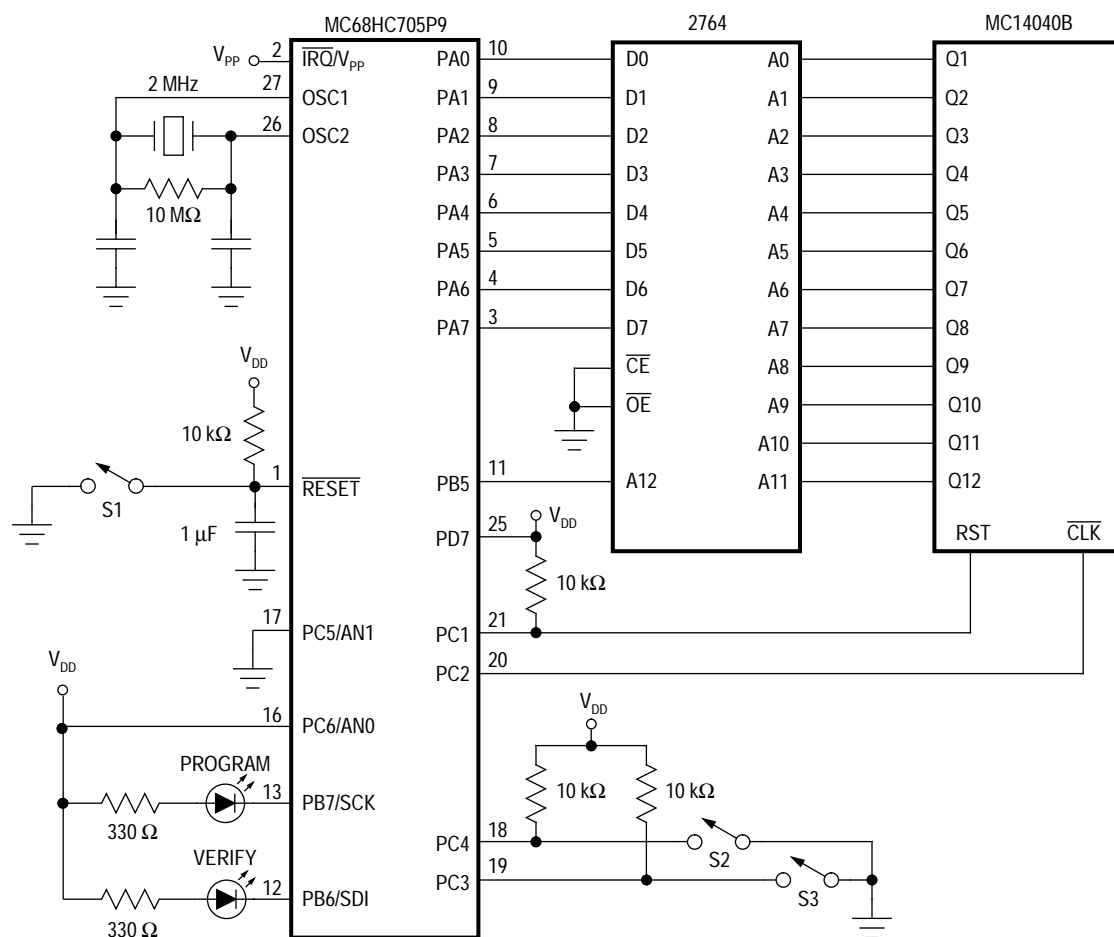 MC68HC705P9
2764
MC14040B
V_PP 2 IRQ/V_PP
2 MHz
27 OSC1
26 OSC2
10 MΩ
PA0 10 D0 A0 Q1
PA1 9 D1 A1 Q2
PA2 8 D2 A2 Q3
PA3 7 D3 A3 Q4
PA4 6 D4 A4 Q5
PA5 5 D5 A5 Q6
PA6 4 D6 A6 Q7
PA7 3 D7 A7 Q8
CE A8 Q9
OE A9 Q10
A10 Q11
PB5 11 A12 A11 Q12
V_DD
10 kΩ
1 RESET
S1
1 µF
PD7 25 V_DD
RST CLK
10 kΩ
17 PC5/AN1
PC1 21
PC2 20
V_DD
16 PC6/AN0
PROGRAM
13 PB7/SCK
330 Ω
VERIFY
12 PB6/SDI
330 Ω
V_DD
10 kΩ 10 kΩ
PC4 18
S2
PC3 19
S3